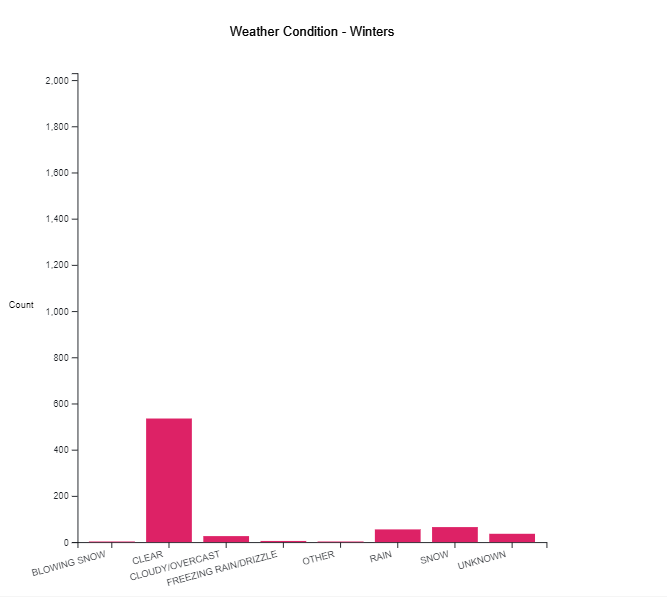 Weather Condition - Winters
2,000
1,800
1,600
1,400
1,200
Count
1,000
800
600
400
200
0
BLOWING SNOW
CLEAR
CLOUDY/OVERCAST
FREEZING RAIN/DRIZZLE
OTHER
RAIN
SNOW
UNKNOWN